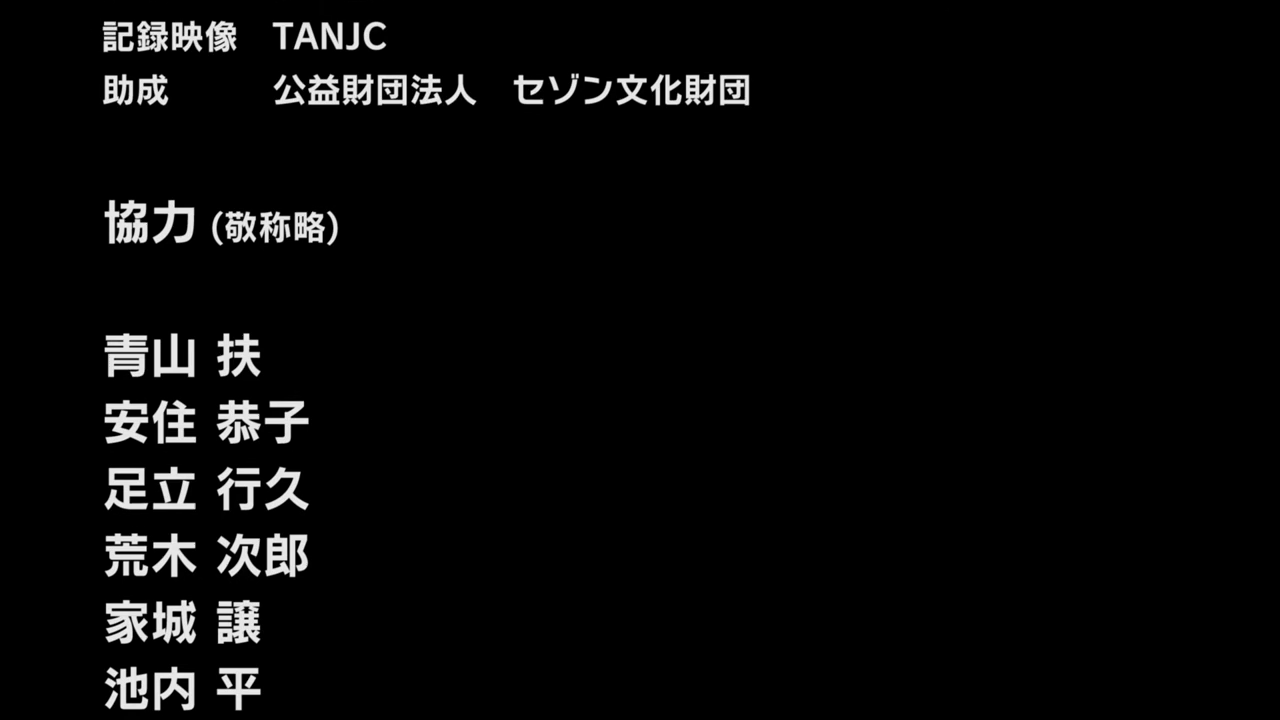 記録映像　TANJC
助成　公益財団法人　セゾン文化財団
協力 (敬称略)
青山 扶
安住 恭子
足立 行久
荒木 次郎
家城 譲
池内 平